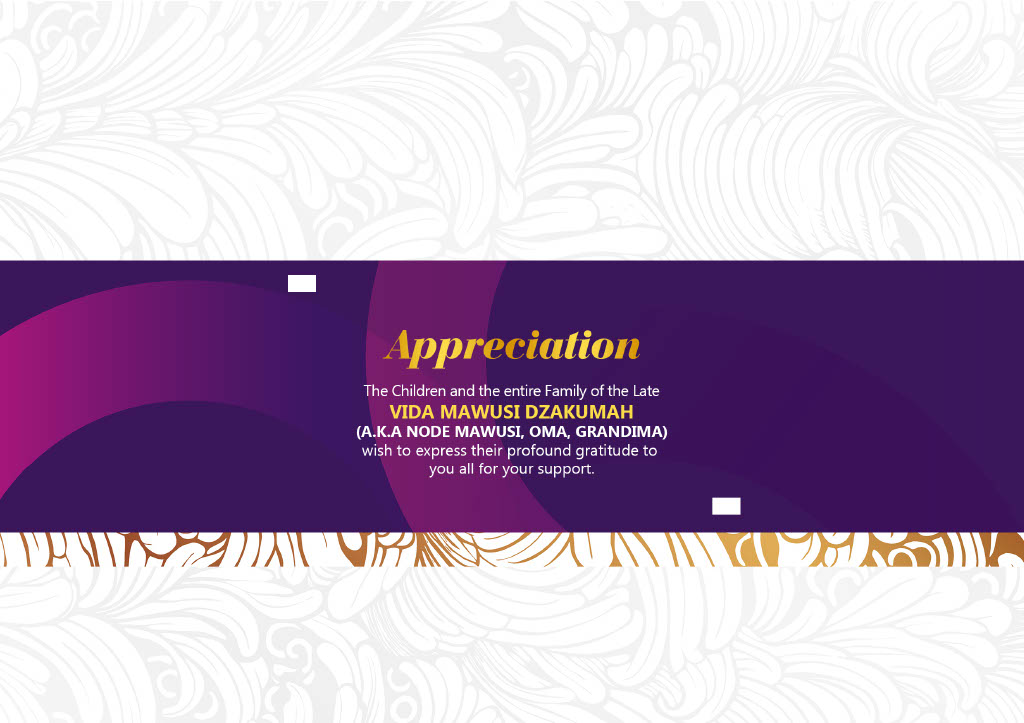 Appreciation
The Children and the entire Family of the Late
VIDA MAWUSI DZAKUMAH
(A.K.A NODE MAWUSI, OMA, GRANDIMA)
wish to express their profound gratitude to
you all for your support.